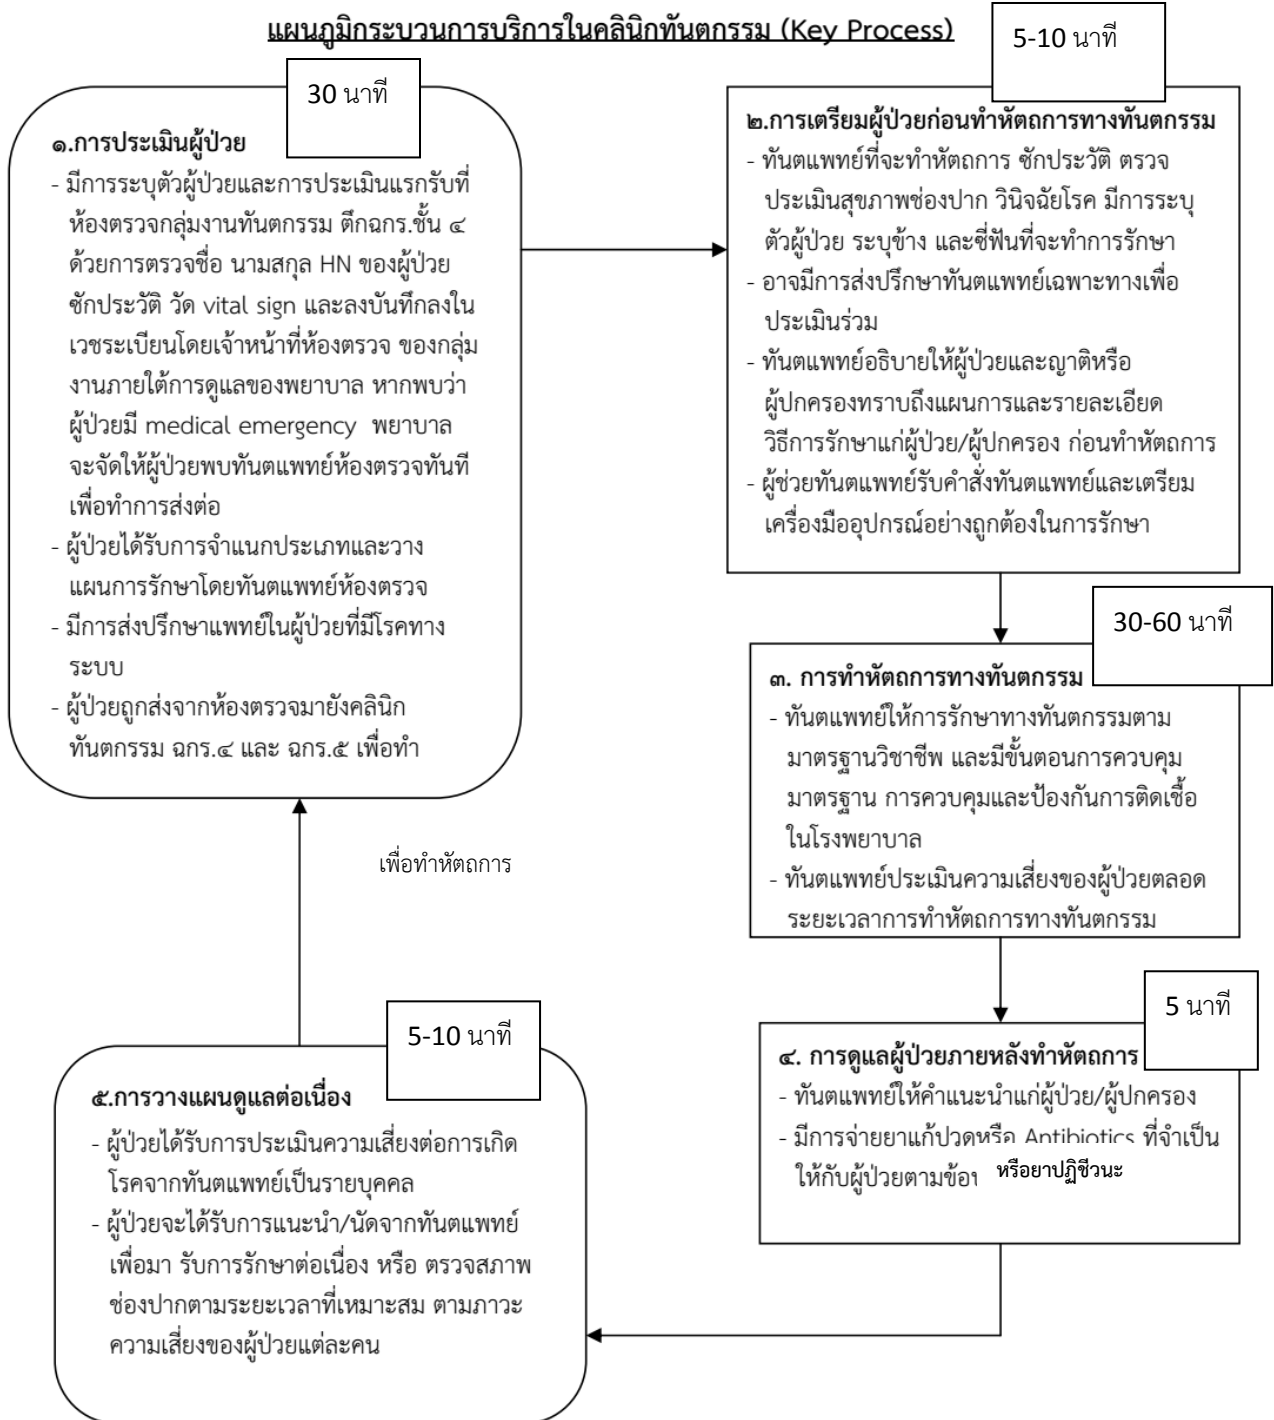 แผนภูมิกระบวนการบริการในคลินิกทันตกรรม (Key Process)
30 นาที
๑.การประเมินผู้ป่วย
- มีการระบุตัวผู้ป่วยและการประเมินแรกรับที่
ห้องตรวจกลุ่มงานทันตกรรม ตึกฉกร.ชั้น ๔
ด้วยการตรวจชื่อ นามสกุล HN ของผู้ป่วย
ซักประวัติ วัด vital sign และลงบันทึกลงใน
เวชระเบียนโดยเจ้าหน้าที่ห้องตรวจ ของกลุ่ม
งานภายใต้การดูแลของพยาบาล หากพบว่า
ผู้ป่วยมี medical emergency พยาบาล
จะจัดให้ผู้ป่วยพบทันตแพทย์ห้องตรวจทันที
เพื่อทำการส่งต่อ
- ผู้ป่วยได้รับการจำแนกประเภทและวาง
แผนการรักษาโดยทันตแพทย์ห้องตรวจ
- มีการส่งปรึกษาแพทย์ในผู้ป่วยที่มีโรคทาง
ระบบ
- ผู้ป่วยถูกส่งจากห้องตรวจมายังคลินิก
ทันตกรรม ฉกร.๔ และ ฉกร.๕ เพื่อทำ
เพื่อทำหัตถการ
5-10 นาที
๒.การเตรียมผู้ป่วยก่อนทำหัตถการทางทันตกรรม
- ทันตแพทย์ที่จะทำหัตถการ ซักประวัติ ตรวจ
ประเมินสุขภาพช่องปาก วินิจฉัยโรค มีการระบุ
ตัวผู้ป่วย ระบุข้าง และซี่ฟันที่จะทำการรักษา
- อาจมีการส่งปรึกษาทันตแพทย์เฉพาะทางเพื่อ
ประเมินร่วม
- ทันตแพทย์อธิบายให้ผู้ป่วยและญาติหรือ
ผู้ปกครองทราบถึงแผนการและรายละเอียด
วิธีการรักษาแก่ผู้ป่วย/ผู้ปกครอง ก่อนทำหัตถการ
- ผู้ช่วยทันตแพทย์รับคำสั่งทันตแพทย์และเตรียม
เครื่องมืออุปกรณ์อย่างถูกต้องในการรักษา
30-60 นาที
๓. การทำหัตถการทางทันตกรรม
- ทันตแพทย์ให้การรักษาทางทันตกรรมตาม
มาตรฐานวิชาชีพ และมีขั้นตอนการควบคุม
มาตรฐาน การควบคุมและป้องกันการติดเชื้อ
ในโรงพยาบาล
- ทันตแพทย์ประเมินความเสี่ยงของผู้ป่วยตลอด
ระยะเวลาการทำหัตถการทางทันตกรรม
5 นาที
๔. การดูแลผู้ป่วยภายหลังทำหัตถการ
- ทันตแพทย์ให้คำแนะนำแก่ผู้ป่วย/ผู้ปกครอง
- มีการจ่ายยาแก้ปวดหรือ Antibiotics ที่จำเป็น
ให้กับผู้ป่วยตาม หรือยาปฏิชีวนะ
5-10 นาที
๕.การวางแผนดูแลต่อเนื่อง
- ผู้ป่วยได้รับการประเมินความเสี่ยงต่อการเกิด
โรคจากทันตแพทย์เป็นรายบุคคล
- ผู้ป่วยจะได้รับการแนะนำ/นัดจากทันตแพทย์
เพื่อมา รับการรักษาต่อเนื่อง หรือ ตรวจสภาพ
ช่องปากตามระยะเวลาที่เหมาะสม ตามภาวะ
ความเสี่ยงของผู้ป่วยแต่ละคน